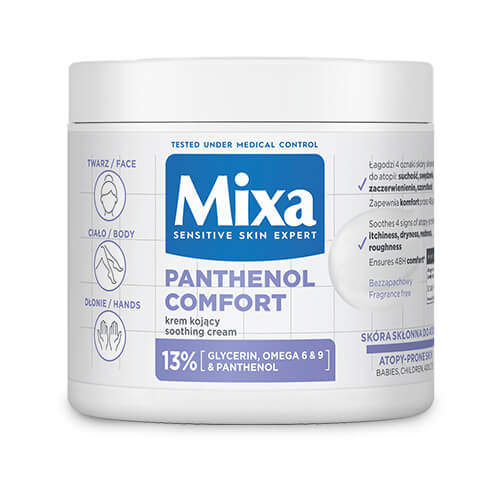 TESTED UNDER MEDICAL CONTROL
Mixa
SENSITIVE SKIN EXPERT
PANTHENOL
COMFORT
krem kojący
soothing cream
13% [GLYCERIN, OMEGA 6 & 9
& PANTHENOL]
TWARZ / FACE
CIAŁO / BODY
DŁONIE / HANDS
Łagodzi 4 oznaki skóry
do atopii: suchość,
zaczerwienienie,
Zapewnia komfort przez
Soothes 4 signs of atopy
itchiness, dryness,
roughness
Ensures 48H comfort
Bezzapachowy
Fragrance free
SKÓRA SKŁONNA DO
ATOPY-PRONE SKIN
BABIES, CHILDREN,